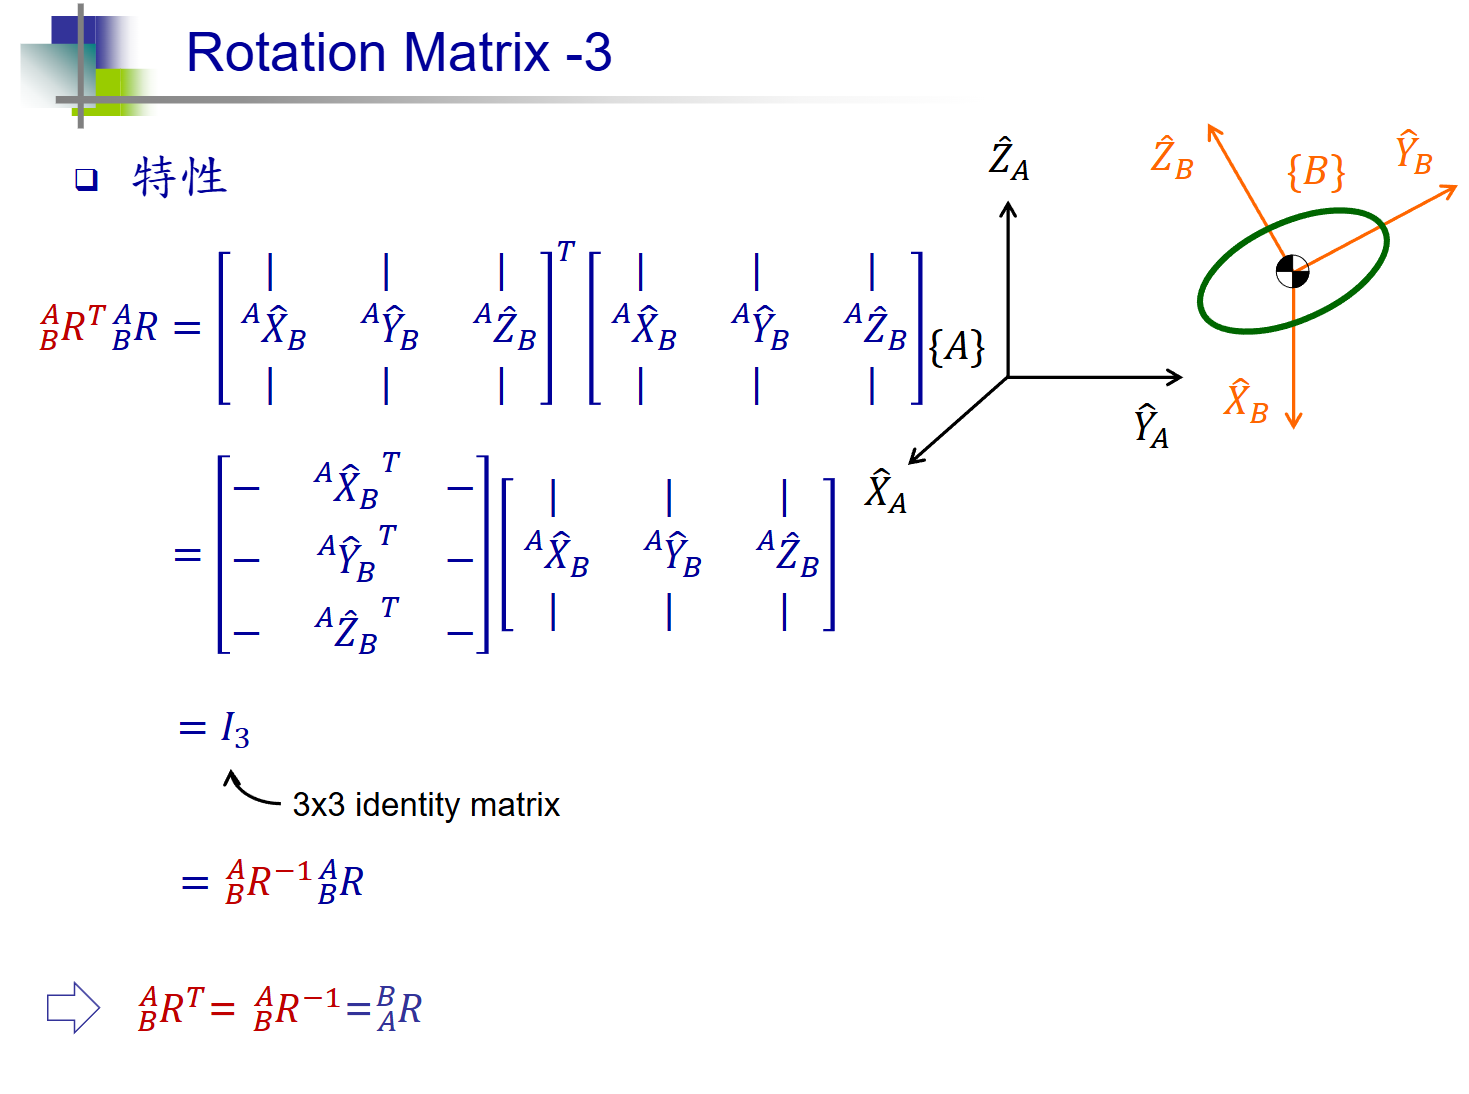 Rotation Matrix -3
❑ 特性
$^A_BR^T\,^A_BR = \begin{bmatrix} | & | & | \\ ^A\hat{X}_B & ^A\hat{Y}_B & ^A\hat{Z}_B \\ | & | & | \end{bmatrix}^T \begin{bmatrix} | & | & | \\ ^A\hat{X}_B & ^A\hat{Y}_B & ^A\hat{Z}_B \\ | & | & | \end{bmatrix}$
$= \begin{bmatrix} - & ^A\hat{X}_B{}^T & - \\ - & ^A\hat{Y}_B{}^T & - \\ - & ^A\hat{Z}_B{}^T & - \end{bmatrix} \begin{bmatrix} | & | & | \\ ^A\hat{X}_B & ^A\hat{Y}_B & ^A\hat{Z}_B \\ | & | & | \end{bmatrix}$
$= I_3$
3x3 identity matrix
$= {}^A_BR^{-1}\,^A_BR$
$^A_BR^T = {}^A_BR^{-1} = {}^B_AR$
$\hat{Z}_A$
$\{A\}$
$\hat{Y}_A$
$\hat{X}_A$
$\hat{Z}_B$
$\{B\}$
$\hat{Y}_B$
$\hat{X}_B$